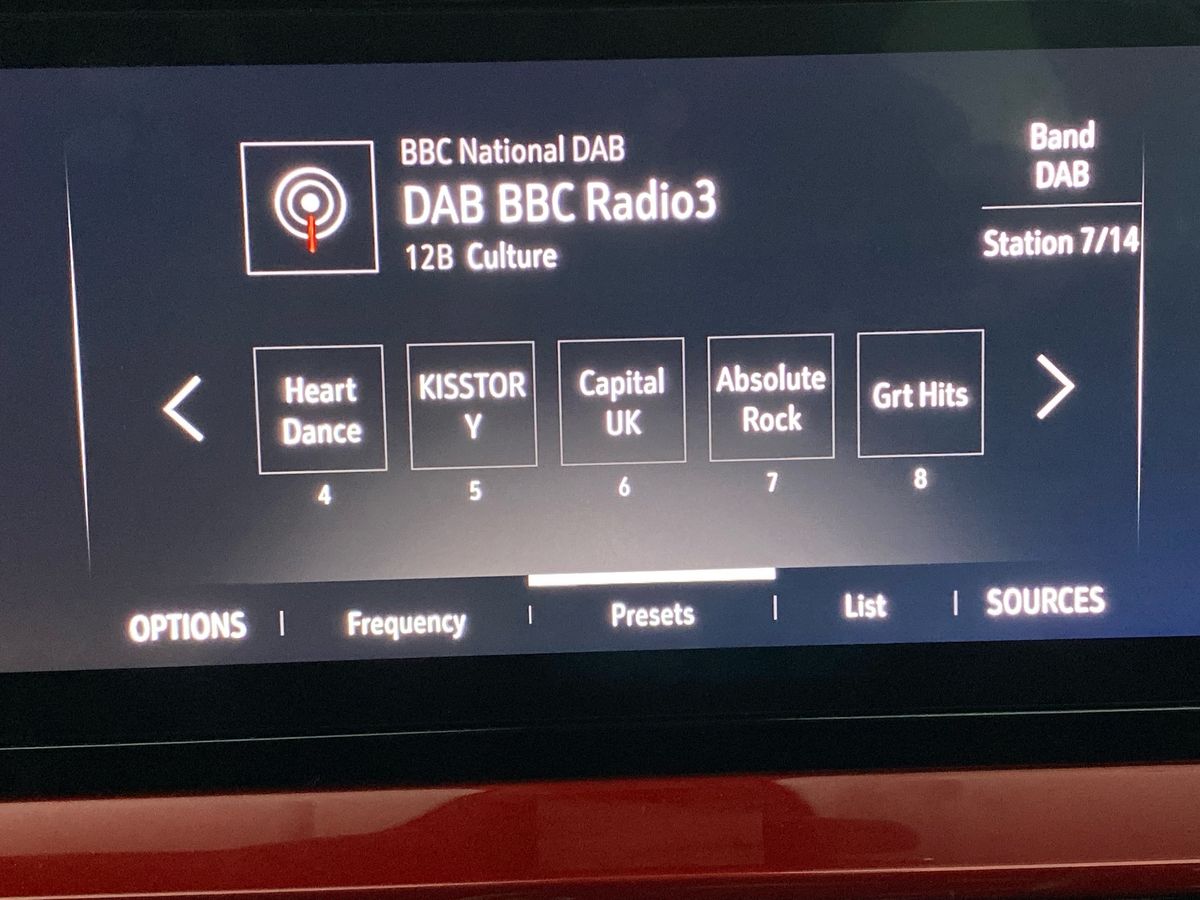 BBC National DAB
DAB BBC Radio3
12B Culture
Band
DAB
Station 7/14
Heart
Dance
4
KISSTOR
Y
5
Capital
UK
6
Absolute
Rock
7
Grt Hits
8
OPTIONS
Frequency
Presets
List
SOURCES